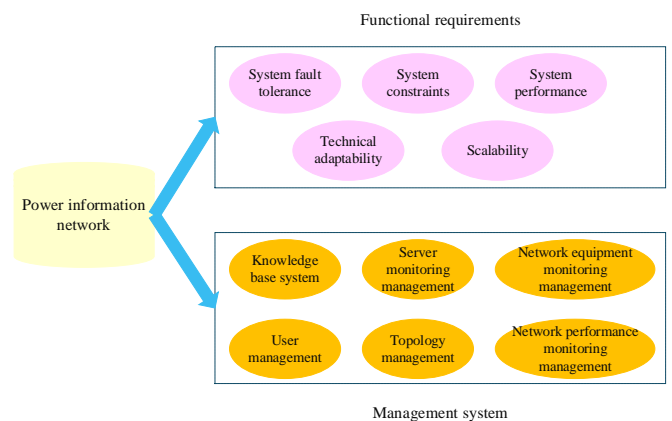 Functional requirements
System fault
tolerance
System
constraints
System
performance
Technical
adaptability
Scalability
Power information
network
Knowledge
base system
Server
monitoring
management
Network equipment
monitoring
management
User
management
Topology
management
Network performance
monitoring
management
Management system